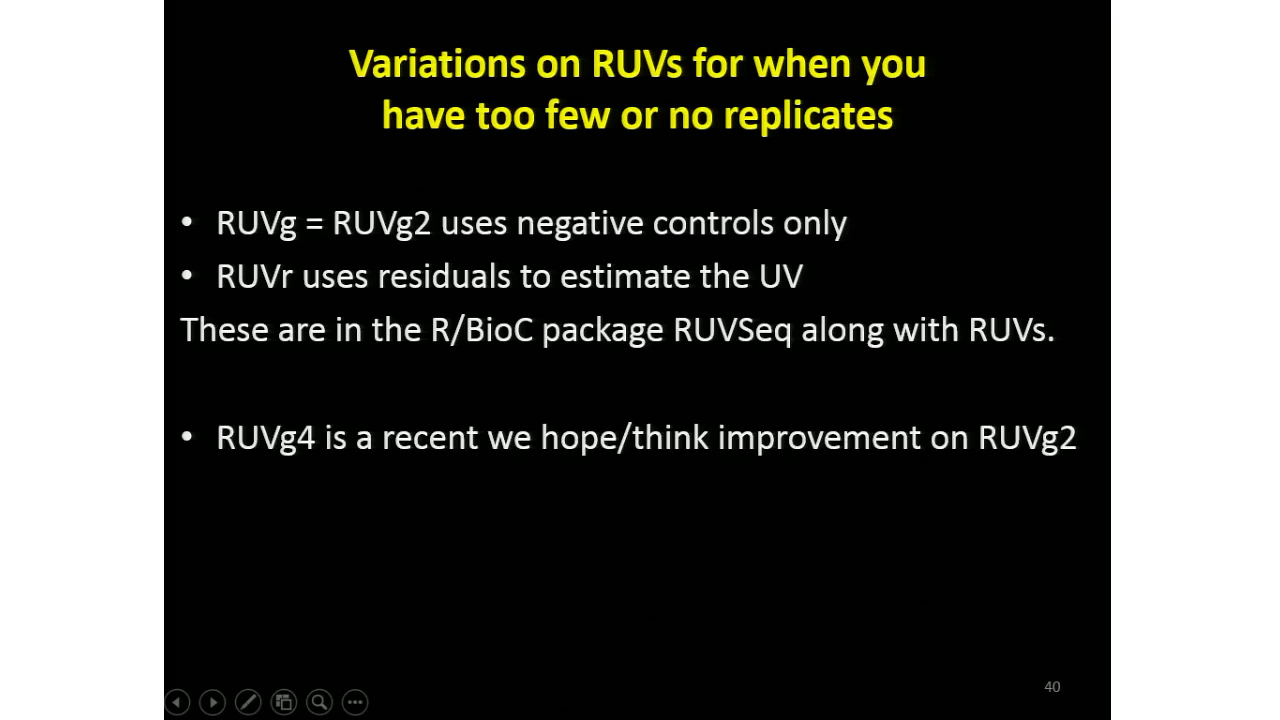 Variations on RUVs for when you
have too few or no replicates
• RUVg = RUVg2 uses negative controls only
• RUVr uses residuals to estimate the UV
These are in the R/BioC package RUVSeq along with RUVs.
• RUVg4 is a recent we hope/think improvement on RUVg2
40